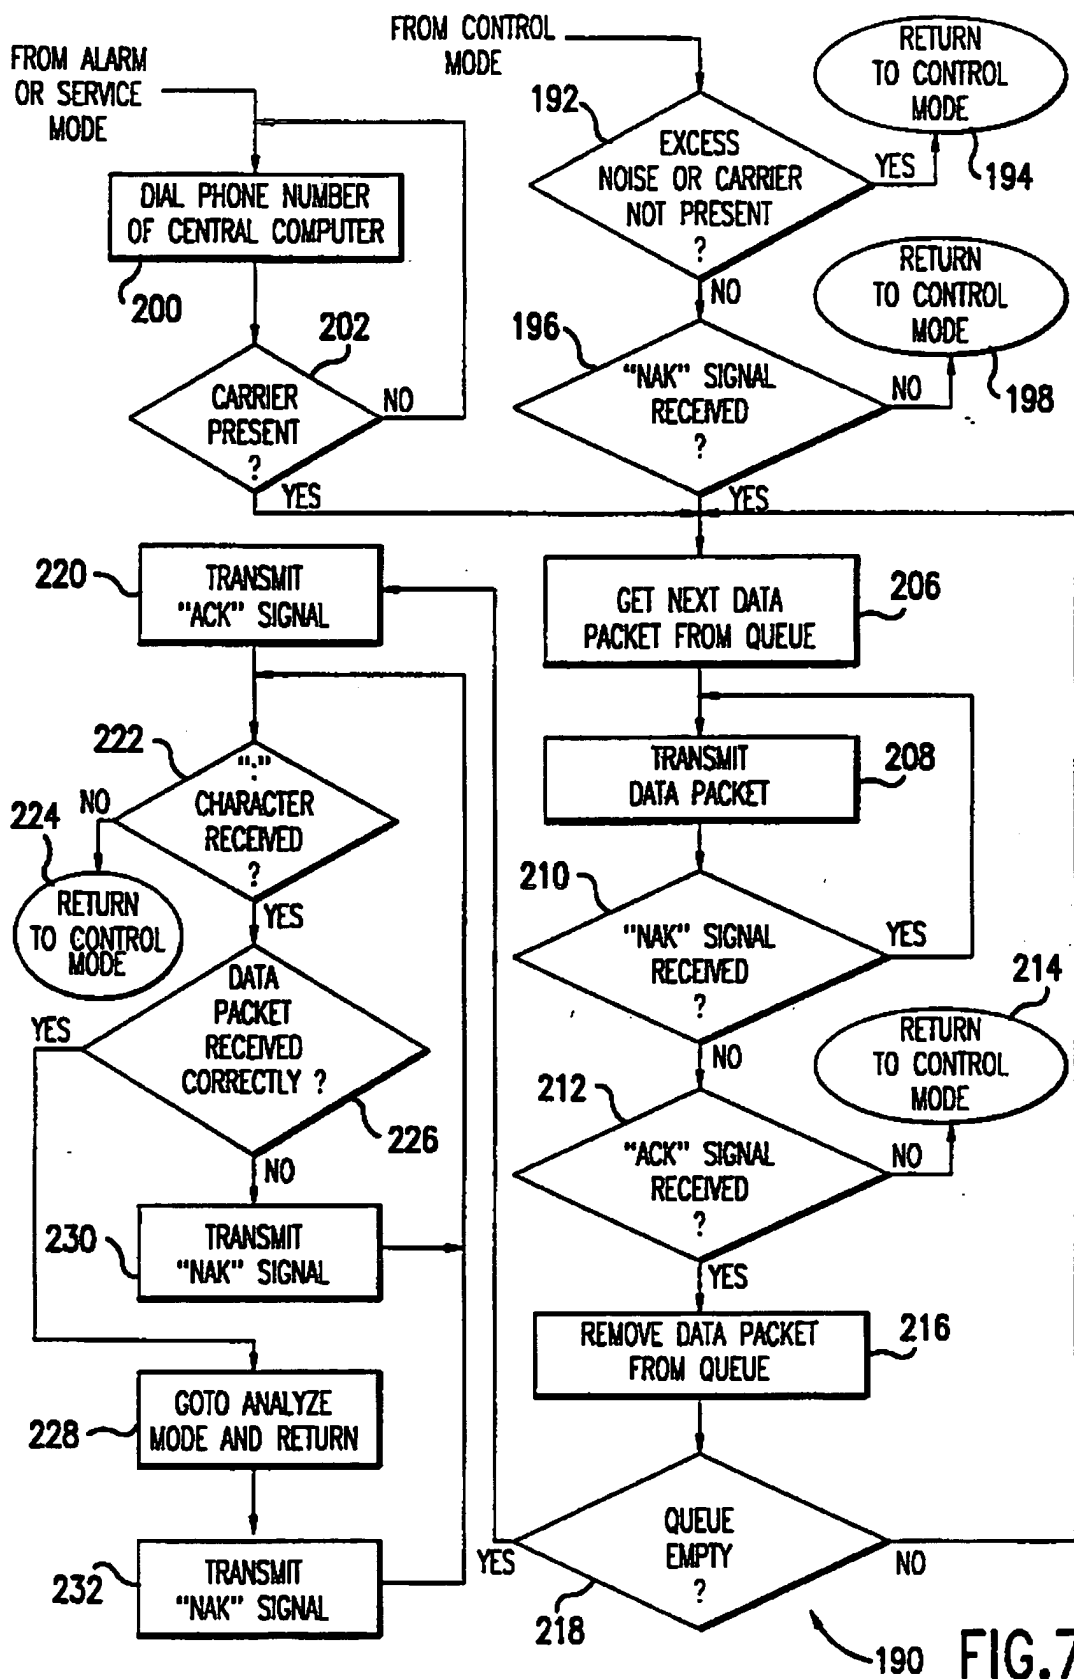 FROM ALARM
OR SERVICE
MODE
FROM CONTROL
MODE
RETURN
TO CONTROL
MODE
194
192
EXCESS
NOISE OR CARRIER
NOT PRESENT
?
YES
NO
DIAL PHONE NUMBER
OF CENTRAL COMPUTER
200
202
CARRIER
PRESENT
?
NO
YES
196
"NAK" SIGNAL
RECEIVED
?
NO
YES
RETURN
TO CONTROL
MODE
198
220
TRANSMIT
"ACK" SIGNAL
GET NEXT DATA
PACKET FROM QUEUE
206
222
":"
CHARACTER
RECEIVED
?
NO
YES
224
RETURN
TO CONTROL
MODE
TRANSMIT
DATA PACKET
208
210
"NAK" SIGNAL
RECEIVED
?
YES
NO
DATA
PACKET
RECEIVED
CORRECTLY ?
YES
226
NO
214
RETURN
TO CONTROL
MODE
212
"ACK" SIGNAL
RECEIVED
?
NO
YES
230
TRANSMIT
"NAK" SIGNAL
REMOVE DATA PACKET
FROM QUEUE
216
228
GOTO ANALYZE
MODE AND RETURN
232
TRANSMIT
"NAK" SIGNAL
QUEUE
EMPTY
?
YES
NO
218
190
FIG.7